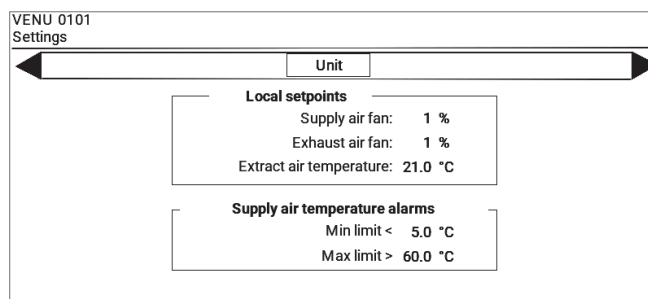 VENU 0101
Settings
Unit
Local setpoints
Supply air fan: 1 %
Exhaust air fan: 1 %
Extract air temperature: 21.0 °C
Supply air temperature alarms
Min limit < 5.0 °C
Max limit > 60.0 °C